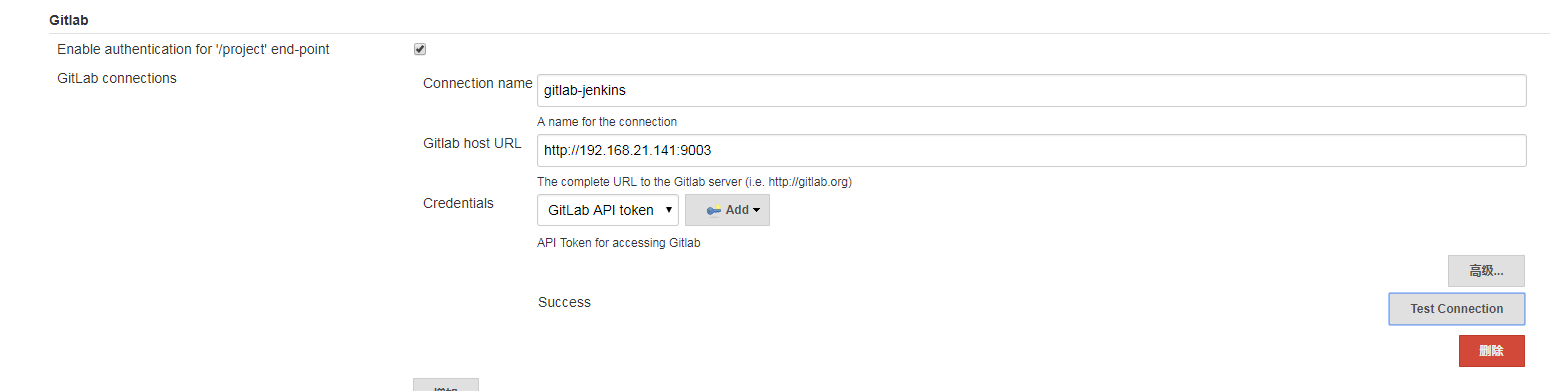 Gitlab
Enable authentication for '/project' end-point
GitLab connections
Connection name
gitlab-jenkins
A name for the connection
Gitlab host URL
http://192.168.21.141:9003
The complete URL to the Gitlab server (i.e. http://gitlab.org)
Credentials
GitLab API token
Add
API Token for accessing Gitlab
高级...
Success
Test Connection
删除